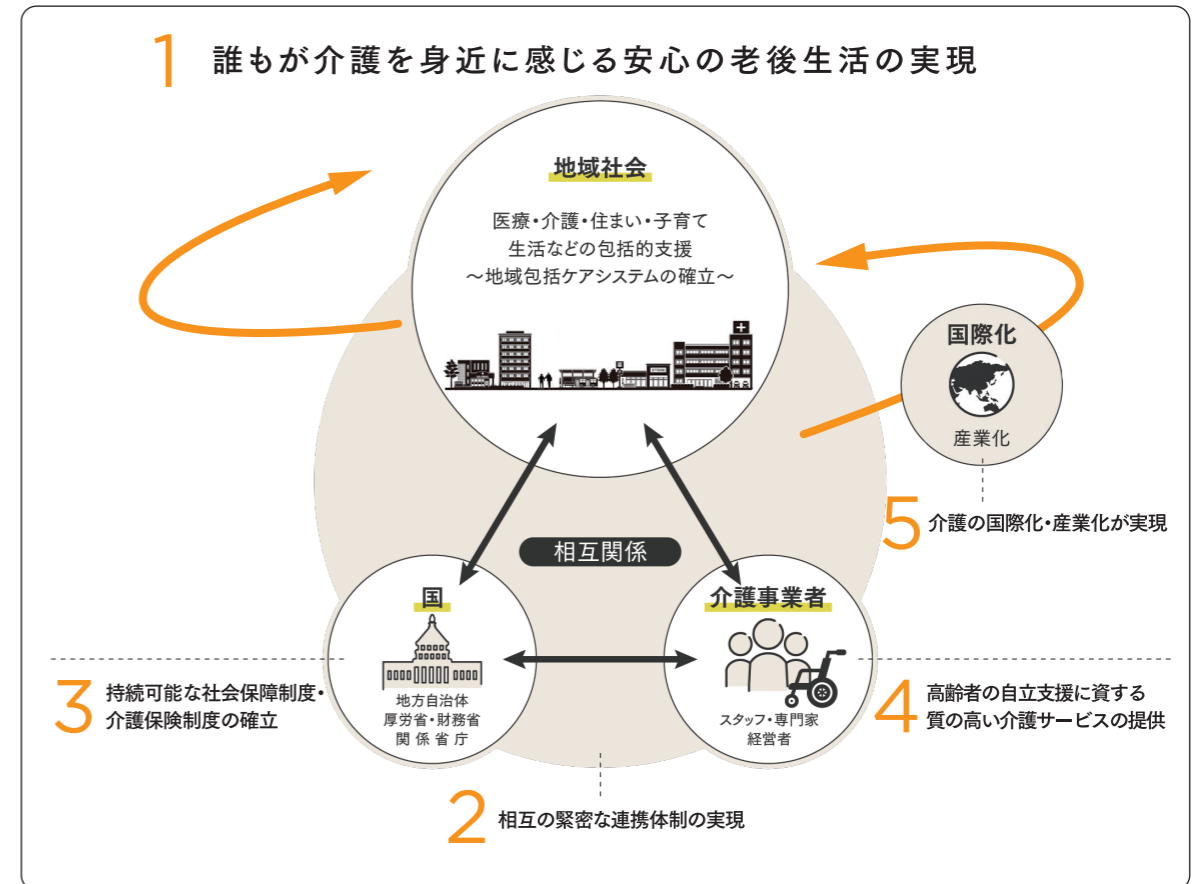 1 誰もが介護を身近に感じる安心の老後生活の実現
地域社会
医療・介護・住まい・子育て
生活などの包括的支援
～地域包括ケアシステムの確立～
国際化
産業化
5 介護の国際化・産業化が実現
相互関係
国
地方自治体
厚労省・財務省
関係省庁
介護事業者
スタッフ・専門家
経営者
3 持続可能な社会保障制度・
介護保険制度の確立
4 高齢者の自立支援に資する
質の高い介護サービスの提供
2 相互の緊密な連携体制の実現